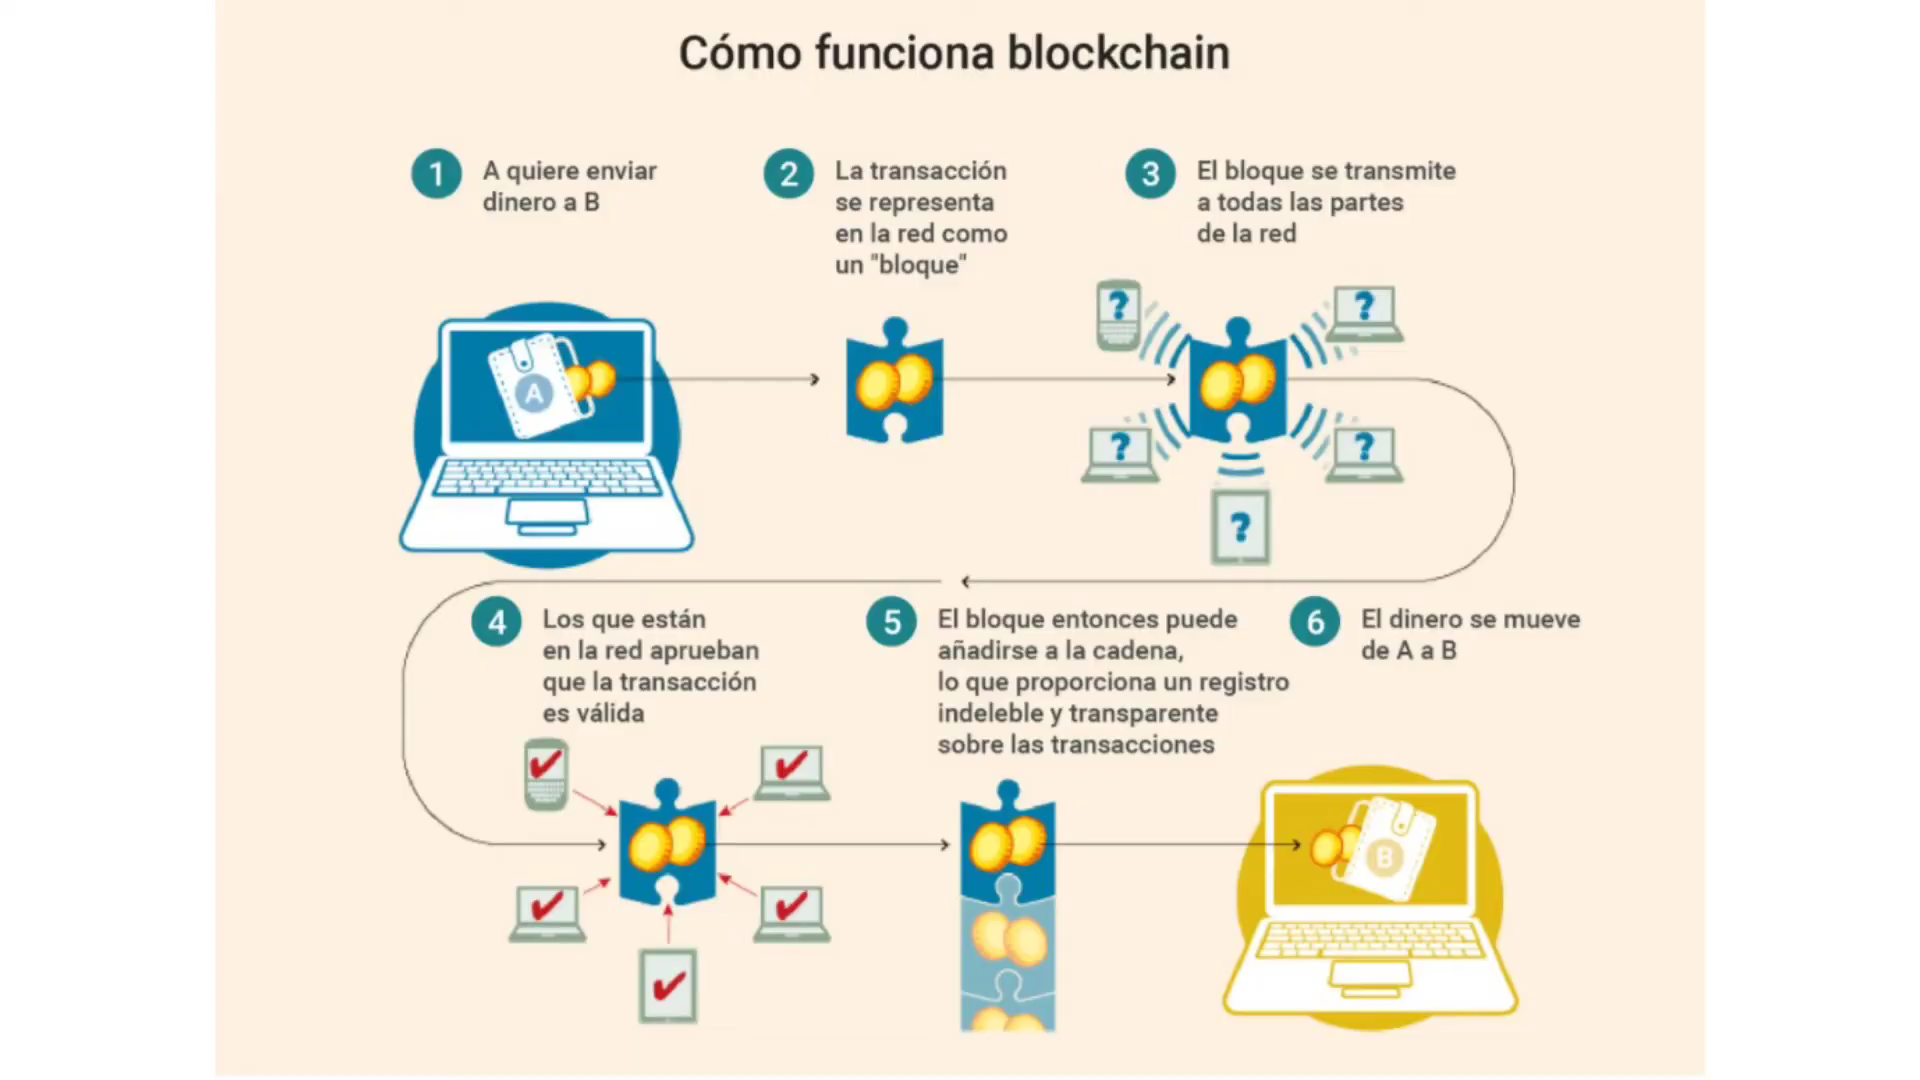 Cómo funciona blockchain
1
A quiere enviar
dinero a B
2
La transacción
se representa
en la red como
un "bloque"
3
El bloque se transmite
a todas las partes
de la red
A
?
?
?
?
?
4
Los que están
en la red aprueban
que la transacción
es válida
5
El bloque entonces puede
añadirse a la cadena,
lo que proporciona un registro
indeleble y transparente
sobre las transacciones
6
El dinero se mueve
de A a B
B